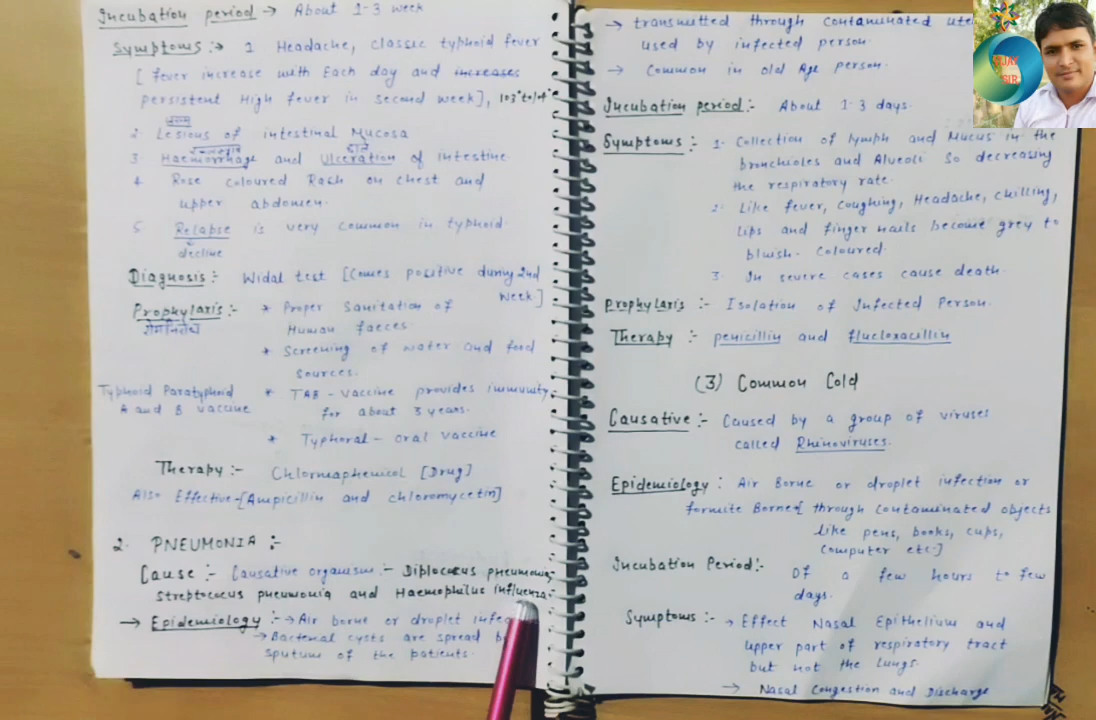 Incubation period → About 1-3 week
Symptoms :→ 1 Headache, classic typhoid fever
[ fever increase with Each day and increases
persistent High fever in second week],
2. Lesions of intestinal Mucosa
3. Haemorrhage and Ulceration of intestine
4. Rose coloured Rash on chest and
upper abdomen.
5. Relapse is very common in typhoid.
decline
Diagnosis :- Widal test [Comes positive during 2nd
week]
Prophylaxis :- * Proper sanitation of
Human faeces.
* Screening of water and food
sources.
Typhoid Paratyphoid * TAB - vaccine provides immunity
A and B vaccine for about 3 years.
* Typhoral - oral vaccine
Therapy :- Chlormaphenicol [Drug]
Also Effective-[Ampicillin and chloromycetin]
2. PNEUMONIA :-
Cause :- Causative organism :- Diplococus pneumonia,
Streptococus pneumonia and Haemophilus influenza.
→ Epidemiology :- → Air borne or droplet
→ Bacterial cysts are spread
sputum of the patients.
→ transmitted through contaminated
used by infected person.
→ Common in old Age person.
Incubation period :- About 1-3 days.
Symptoms :- 1. Collection of lymph and Mucus in the
bronchioles and Alveoli so decreasing
the respiratory rate.
2. Like fever, coughing, Headache, chilling,
lips and finger nails become grey to
bluish coloured.
3. In severe cases cause death.
prophylaxis :- Isolation of Infected Person.
Therapy :- penicillin and flucloxacillin
(3) Common Cold
Causative :- Caused by a group of viruses
called Rhinoviruses.
Epidemiology : Air Borne or droplet infection or
formite Borne[ through contaminated objects
like pens, books, cups,
computer etc.]
Incubation Period :- Of a few hours to few
days.
Symptoms :- → Effect Nasal Epithelium and
upper part of respiratory tract
but not the lungs.
→ Nasal Congestion and Discharge
SIR